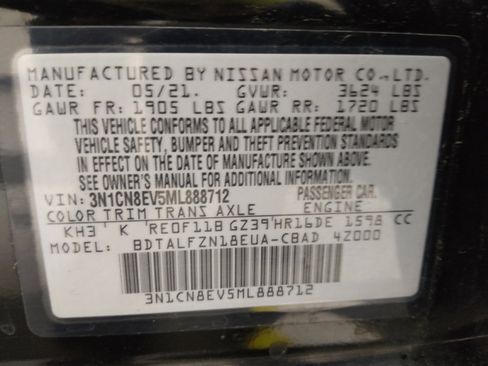 MANUFACTURED BY NISSAN MOTOR CO.,LTD.
DATE: 05/21. GVWR: 3624 LBS
GAWR FR: 1905 LBS GAWR RR: 1720 LBS
THIS VEHICLE CONFORMS TO ALL APPLICABLE FEDERAL MOTOR
VEHICLE SAFETY, BUMPER AND THEFT PREVENTION STANDARDS
IN EFFECT ON THE DATE OF MANUFACTURE SHOWN ABOVE.
SEE OWNER'S MANUAL FOR ADDITIONAL INFORMATION.
VIN: 3N1CN8EV5ML888712 PASSENGER CAR.
COLOR TRIM TRANS AXLE ENGINE
KH3 K RE0F11B GZ39 HR16DE 1598 CC
MODEL: BDTALFZN18EUA-CBAD 4Z000
3N1CN8EV5ML888712